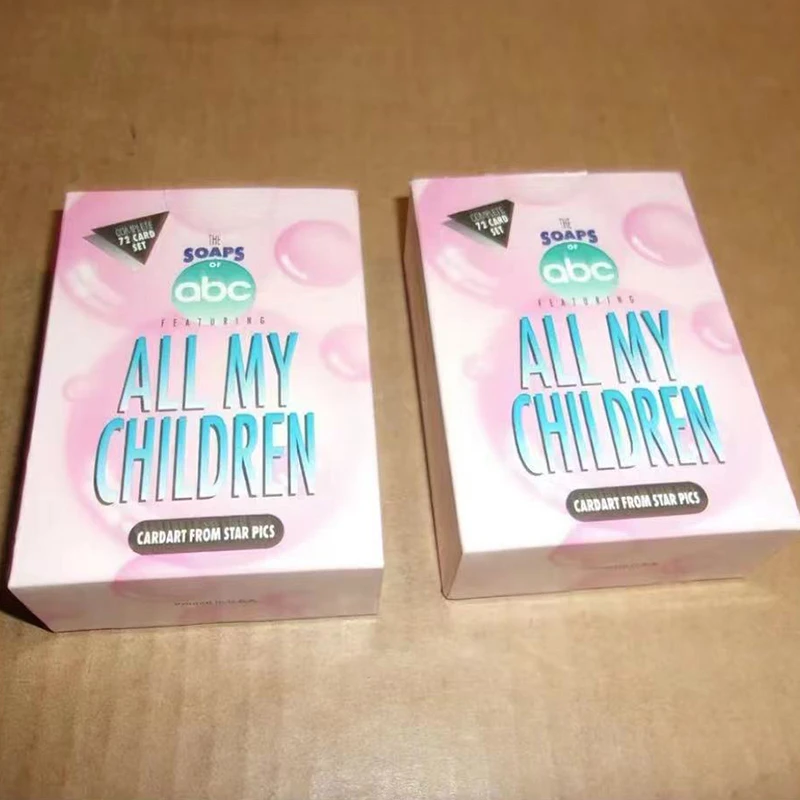 COMPLETE
72 CARD
SET
THE
SOAPS
OF
abc
FEATURING
ALL MY
CHILDREN
CARDART FROM STAR PICS
COMPLETE
72 CARD
SET
THE
SOAPS
OF
abc
FEATURING
ALL MY
CHILDREN
CARDART FROM STAR PICS